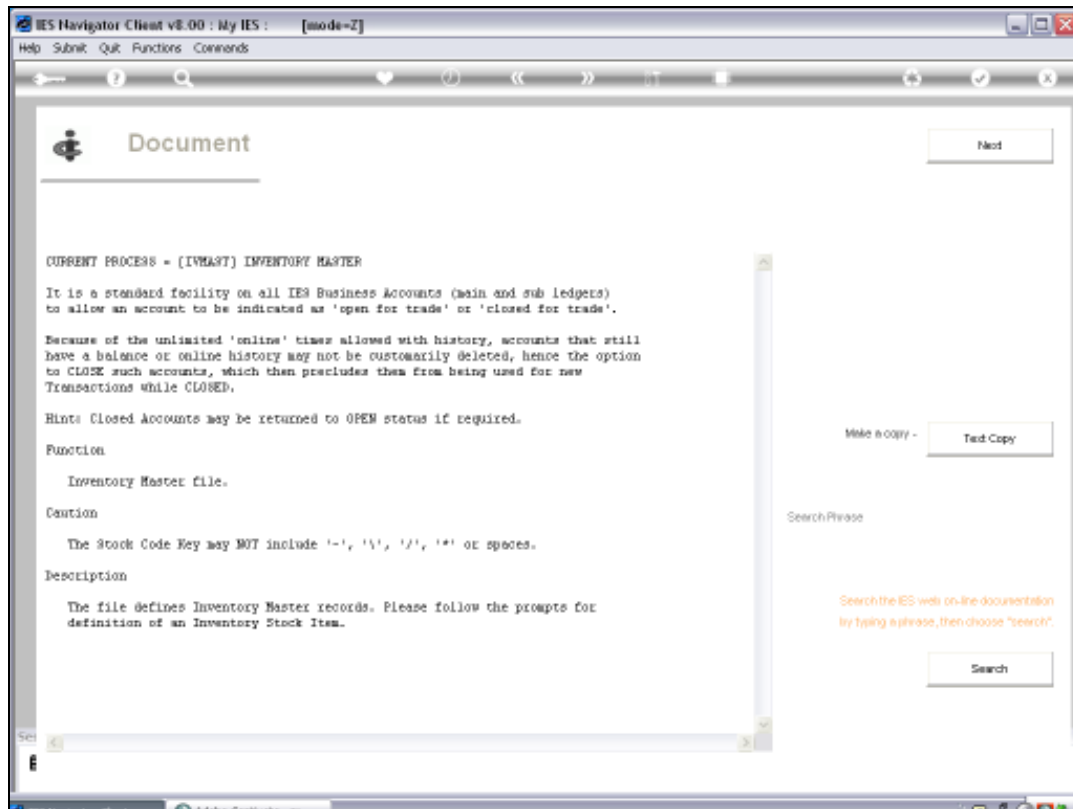 IES Navigator Client v8.00 : My IES :   [mode=Z]
Help Submit Quit Functions Commands
Document
Next
CURRENT PROCESS = [IVMAST] INVENTORY MASTER
It is a standard facility on all IES Business Accounts (main and sub ledgers)
to allow an account to be indicated as 'open for trade' or 'closed for trade'.
Because of the unlimited 'online' times allowed with history, accounts that still
have a balance or online history may not be customarily deleted, hence the option
to CLOSE such accounts, which then precludes them from being used for new
Transactions while CLOSED.
Hint: Closed Accounts may be returned to OPEN status if required.
Make a copy -
Text Copy
Function
Inventory Master file.
Caution
Search Phrase
The Stock Code Key may NOT include '-', '\', '/', '*' or spaces.
Description
The file defines Inventory Master records. Please follow the prompts for
definition of an Inventory Stock Item.
Search the IES web on-line documentation
by typing a phrase, then choose "search".
Search